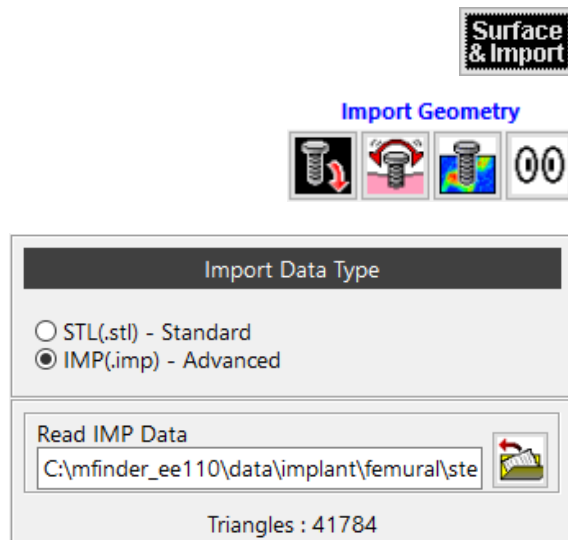 Surface
& Import
Import Geometry
Import Data Type
STL(.stl) - Standard
IMP(.imp) - Advanced
Read IMP Data
C:\mfinder_ee110\data\implant\femural\ste
Triangles : 41784